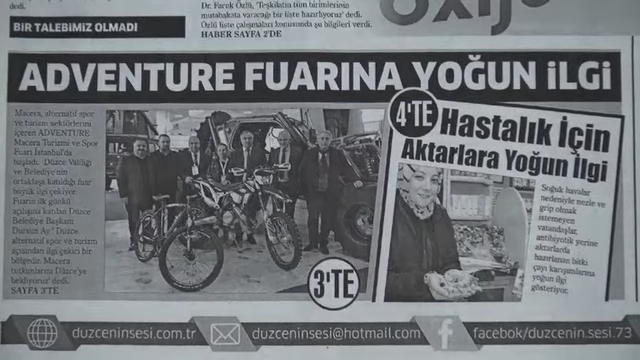 dedi.
BİR TALEBİMİZ OLMADI
Dr. Faruk Özlü, 'Teşkilatın tüm birimlerinin
mutabakata varacağı bir liste hazırlıyoruz' dedi.
Özlü liste çalışmaları konusunda şu bilgileri verdi.
HABER SAYFA 2'DE
ADVENTURE FUARINA YOĞUN İLGİ
Macera, alternatif spor
ve turizm sektörlerini
içeren ADVENTURE
Macera Turizmi ve Spor
Fuarı İstanbul'da
başladı. Düzce Valiliği
ve Belediye'nin
ortaklaşa katıldığı fuar
büyük ilgi çekiyor.
Fuarın ilk günkü
açılışına katılan Düzce
Belediye Başkanı
Dursun Ay: 'Düzce
alternatif spor ve turizm
açısından ilgi çekici bir
bölgedir. Macera
tutkunlarını Düzce'ye
bekliyoruz' dedi.
SAYFA 3'TE
3'TE
4'TE
Hastalık İçin
Aktarlara Yoğun İlgi
Soğuk havalar
nedeniyle nezle ve
grip olmak
istemeyen
vatandaşlar,
antibiyotik yerine
aktarlarda
hazırlanan bitki
çayı karışımlarına
yoğun ilgi
gösteriyor.
duzceninsesi.com.tr
duzceninsesi@hotmail.com
facebok/duzcenin.sesi.73